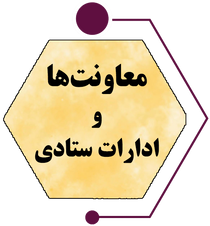 معاونت‌ها
و
ادارات ستادی